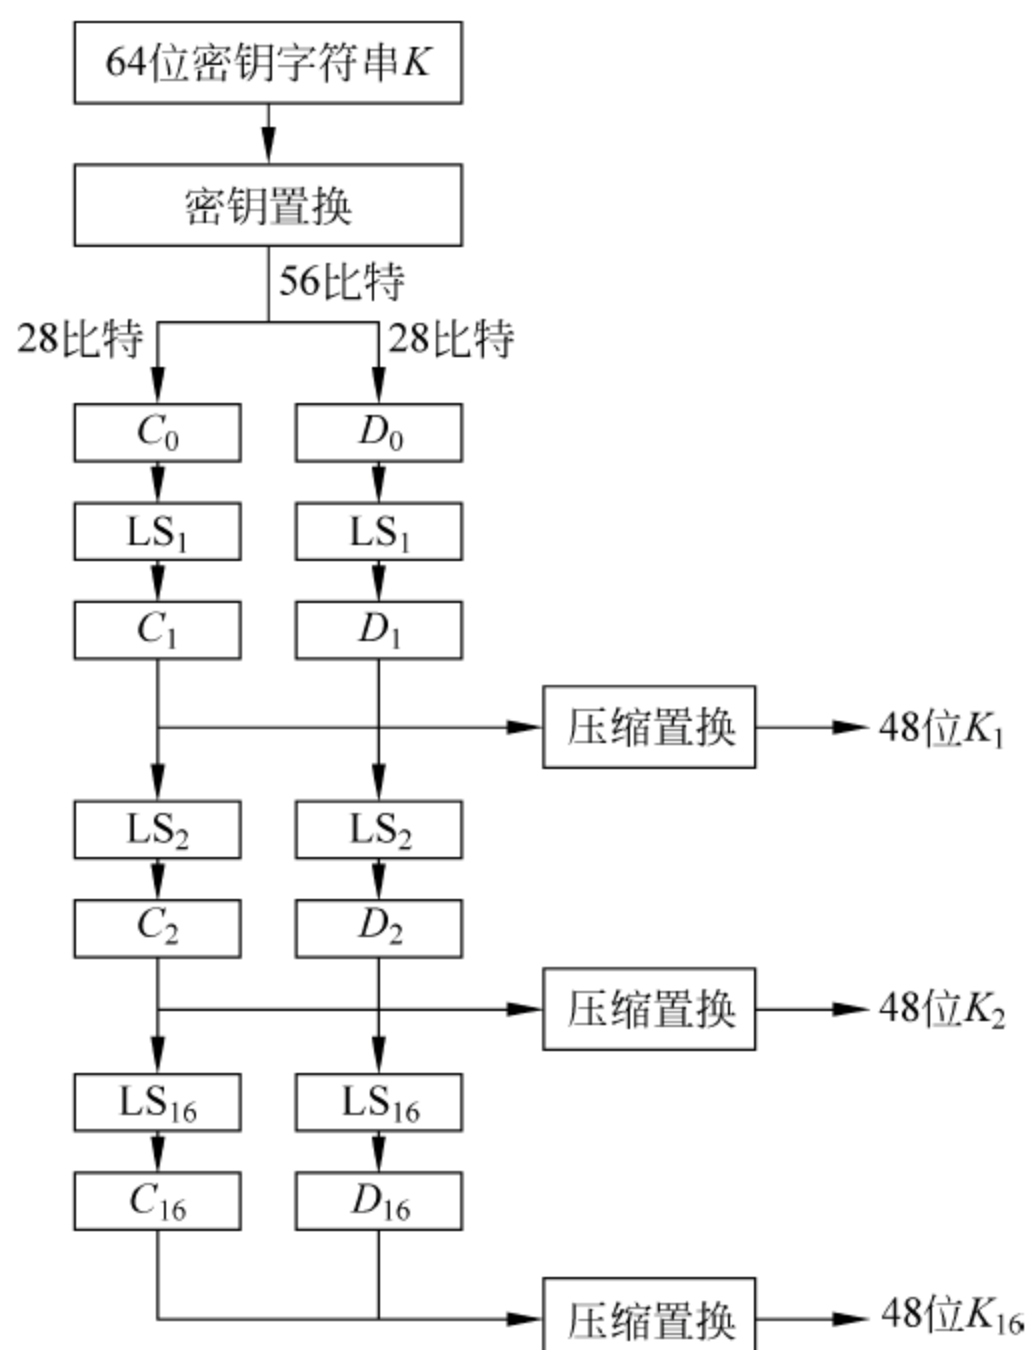 64位密钥字符串K
密钥置换
56比特
28比特 28比特
C0 D0
LS1 LS1
C1 D1
压缩置换 48位K1
LS2 LS2
C2 D2
压缩置换 48位K2
LS16 LS16
C16 D16
压缩置换 48位K16